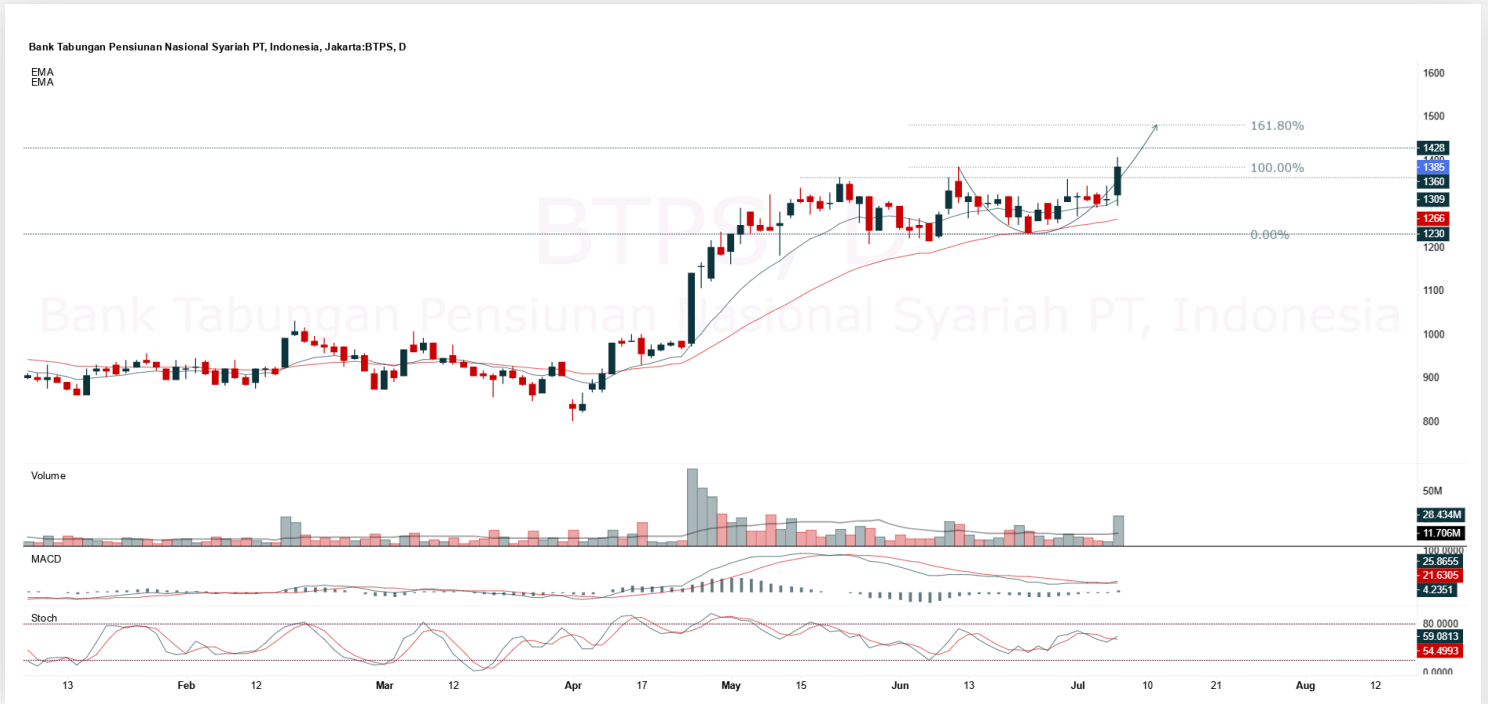 Bank Tabungan Pensiunan Nasional Syariah PT, Indonesia, Jakarta:BTPS, D
EMA
EMA
1600
1500
161.80%
1428
1400
100.00%
1385
1360
1309
1266
1230
0.00%
1200
1100
1000
900
800
BTPS, D
Bank Tabungan Pensiunan Nasional Syariah PT, Indonesia
Volume
50M
28.434M
11.706M
MACD
100.0000
25.8655
21.6305
4.2351
Stoch
80.0000
59.0813
54.4993
0.0000
13 Feb 12 Mar 12 Apr 17 May 15 Jun 13 Jul 10 21 Aug 12